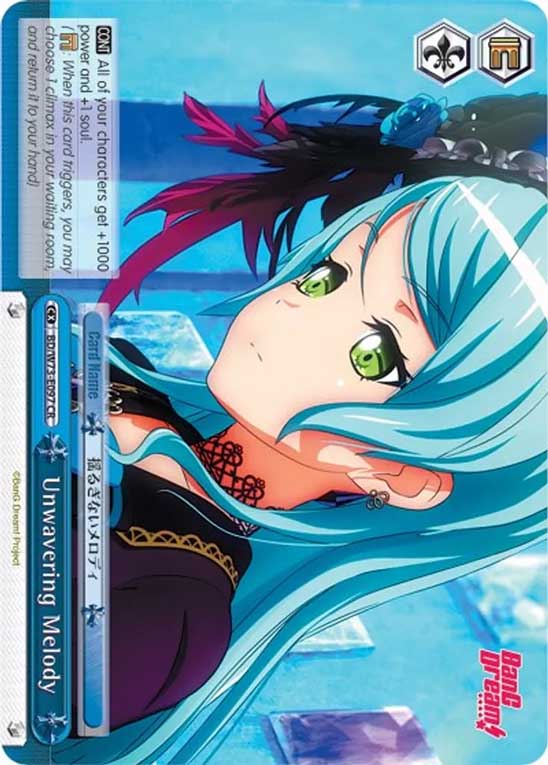 CONT All of your characters get +1000
power and +1 soul.
( : When this card triggers, you may
choose 1 climax in your waiting room,
and return it to your hand)
CX BD/W73-E097 CR
Card Name
揺るぎないメロディ
Unwavering Melody
©BanG Dream! Project
BanG
Dream!